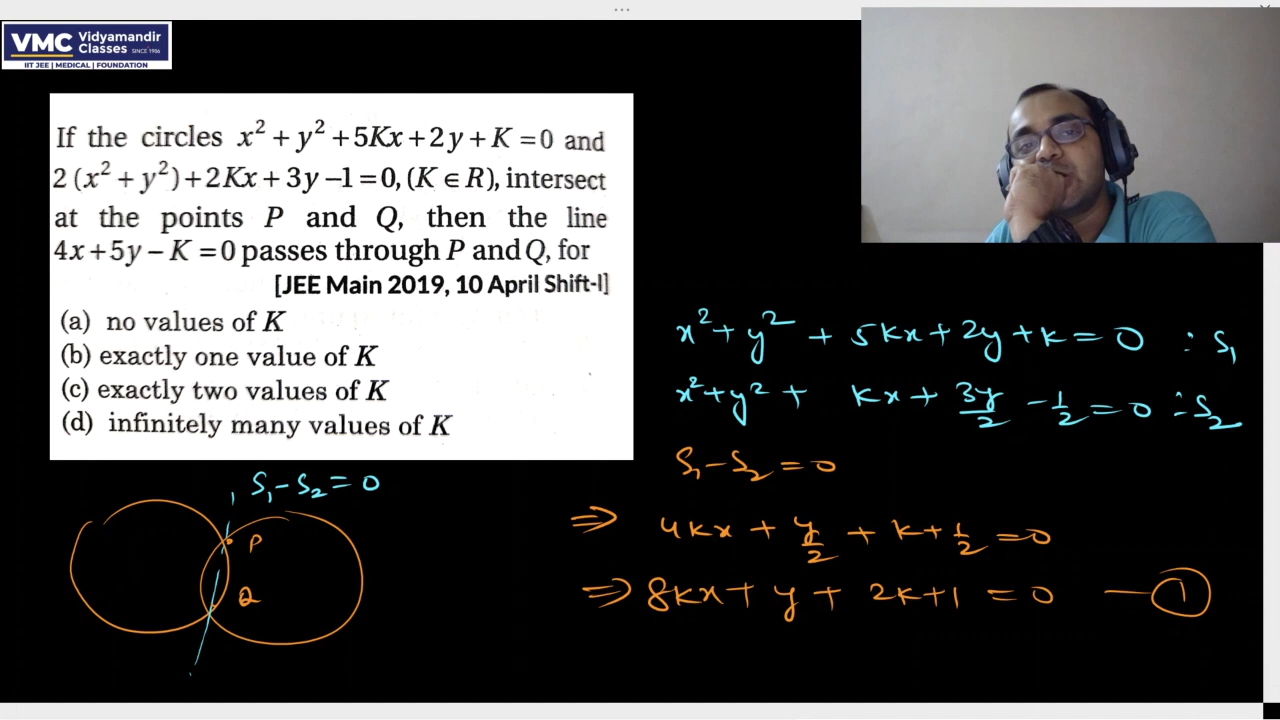 VMC Vidyamandir Classes SINCE 1986
IIT JEE | MEDICAL | FOUNDATION
If the circles x² + y² + 5Kx + 2y + K = 0 and
2 (x² + y²) + 2Kx + 3y – 1 = 0, (K ∈ R), intersect
at the points P and Q, then the line
4x + 5y – K = 0 passes through P and Q, for
[JEE Main 2019, 10 April Shift-I]
(a) no values of K
(b) exactly one value of K
(c) exactly two values of K
(d) infinitely many values of K
x² + y² + 5kx + 2y + k = 0 : S₁
x² + y² + kx + 3y/2 - 1/2 = 0 : S₂
S₁ - S₂ = 0
⇒ 4kx + y/2 + k + 1/2 = 0
⇒ 8kx + y + 2k + 1 = 0 — ①
S₁ - S₂ = 0
P
Q